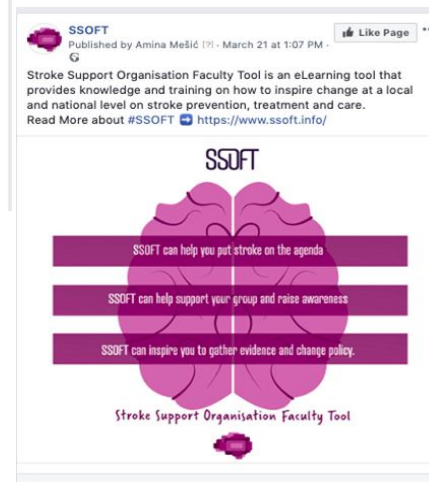 SSOFT
Like Page
Published by Amina Mešić [?] · March 21 at 1:07 PM ·
Stroke Support Organisation Faculty Tool is an eLearning tool that
provides knowledge and training on how to inspire change at a local
and national level on stroke prevention, treatment and care.
Read More about #SSOFT ➡ https://www.ssoft.info/
SSOFT
SSOFT can help you put stroke on the agenda
SSOFT can help support your group and raise awareness
SSOFT can inspire you to gather evidence and change policy.
Stroke Support Organisation Faculty Tool